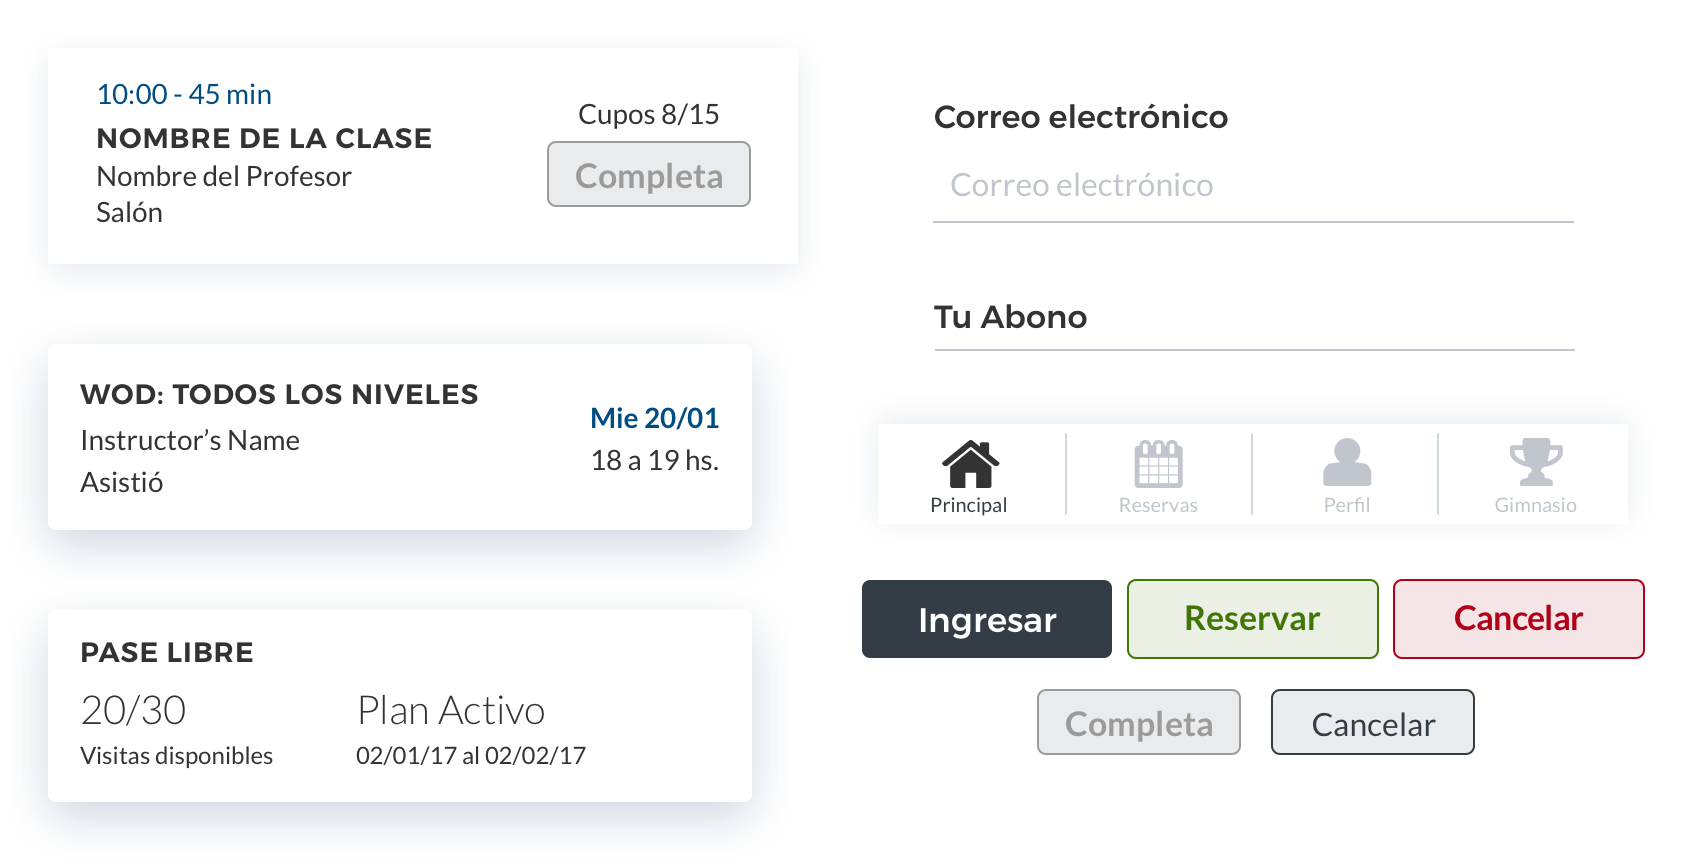 10:00 - 45 min
NOMBRE DE LA CLASE
Nombre del Profesor
Salón
Cupos 8/15
Completa
WOD: TODOS LOS NIVELES
Instructor’s Name
Asistió
Mie 20/01
18 a 19 hs.
PASE LIBRE
20/30
Visitas disponibles
Plan Activo
02/01/17 al 02/02/17
Correo electrónico
Correo electrónico
Tu Abono
Principal
Reservas
Perfil
Gimnasio
Ingresar
Reservar
Cancelar
Completa
Cancelar